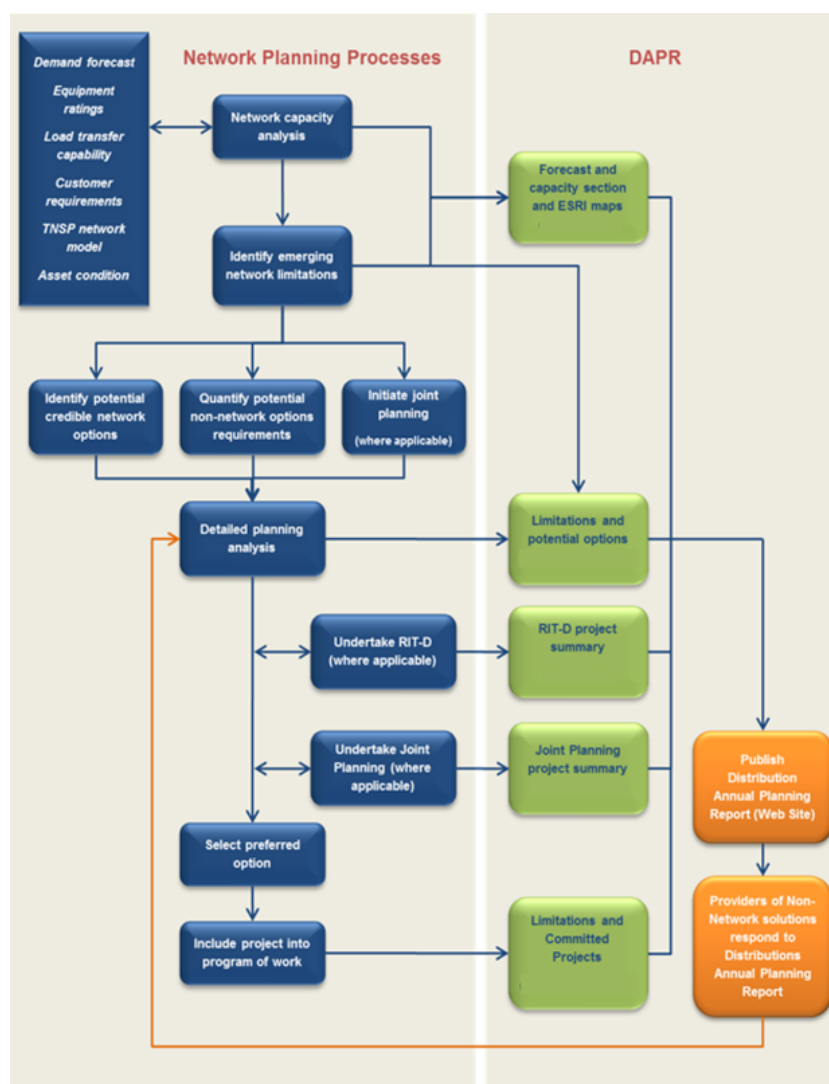 Network Planning Processes
DAPR
Demand forecast
Equipment
ratings
Load transfer
capability
Customer
requirements
TNSP network
model
Asset condition
Network capacity
analysis
Forecast and
capacity section
and ESRI maps
Identify emerging
network limitations
Identify potential
credible network
options
Quantify potential
non-network options
requirements
Initiate joint
planning
(where applicable)
Detailed planning
analysis
Limitations and
potential options
Undertake RIT-D
(where applicable)
RIT-D project
summary
Undertake Joint
Planning (where
applicable)
Joint Planning
project summary
Publish
Distribution
Annual Planning
Report (Web Site)
Select preferred
option
Providers of Non-
Network solutions
respond to
Distributions
Annual Planning
Report
Include project into
program of work
Limitations and
Committed
Projects